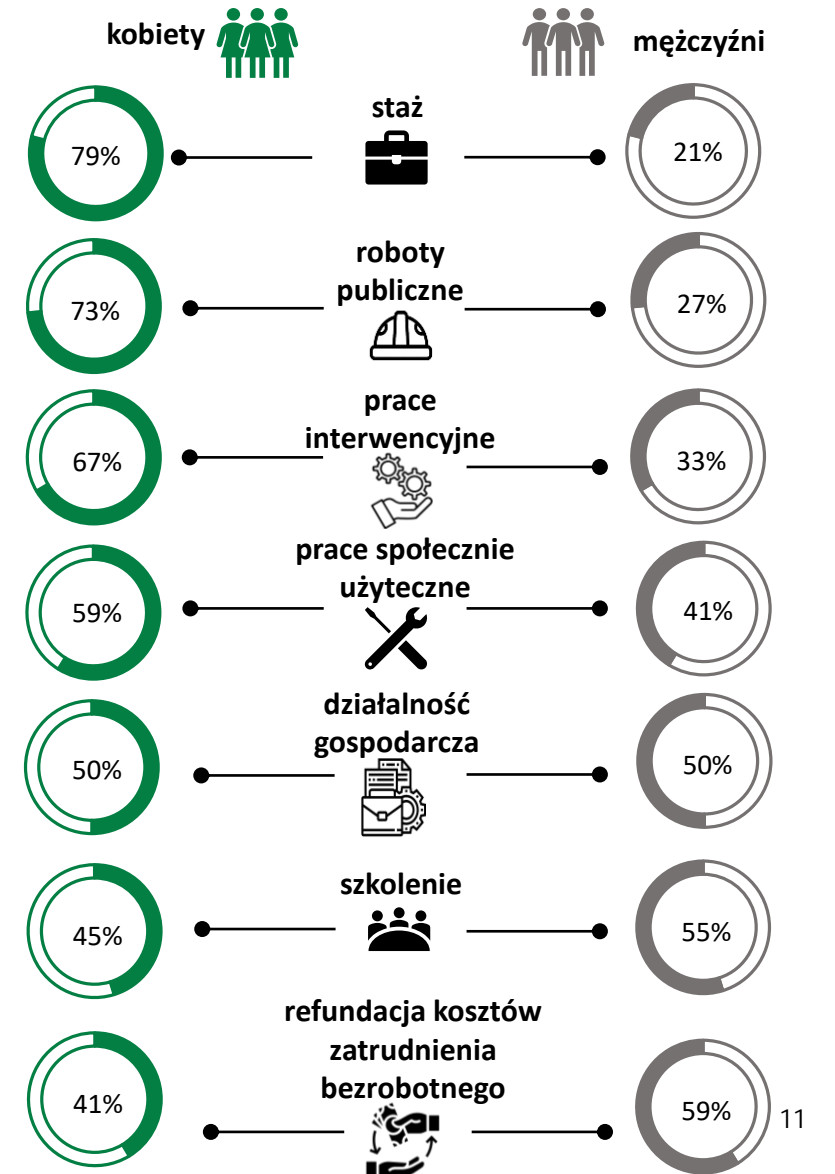 kobiety
mężczyźni
staż
79%
21%
roboty
publiczne
73%
27%
prace
interwencyjne
67%
33%
prace społecznie
użyteczne
59%
41%
działalność
gospodarcza
50%
50%
szkolenie
45%
55%
refundacja kosztów
zatrudnienia
bezrobotnego
41%
59%
11